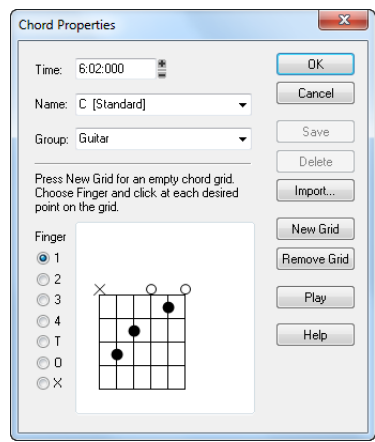 Chord Properties
Time: 6:02:000
OK
Name: C [Standard]
Cancel
Group: Guitar
Save
Delete
Press New Grid for an empty chord grid.
Choose Finger and click at each desired
point on the grid.
Import...
Finger
New Grid
1
Remove Grid
2
3
Play
4
T
Help
O
X
X O O